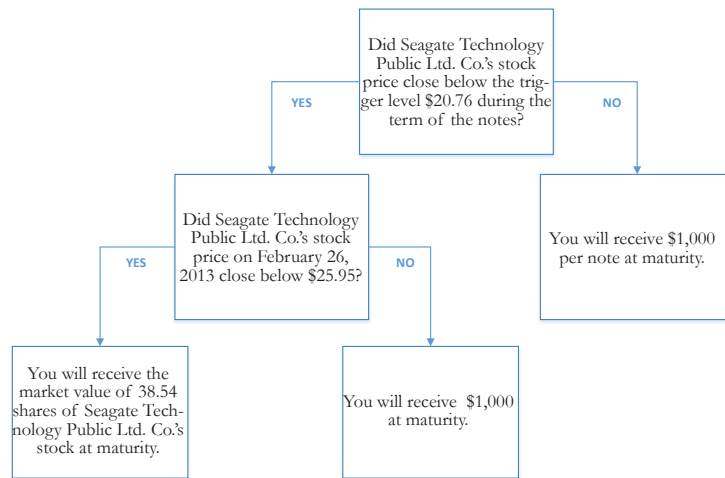 Did Seagate Technology
Public Ltd. Co.'s stock
price close below the trig-
ger level $20.76 during the
term of the notes?
YES
NO
Did Seagate Technology
Public Ltd. Co.'s stock
price on February 26,
2013 close below $25.95?
You will receive $1,000
per note at maturity.
YES
NO
You will receive the
market value of 38.54
shares of Seagate Tech-
nology Public Ltd. Co.'s
stock at maturity.
You will receive $1,000
at maturity.